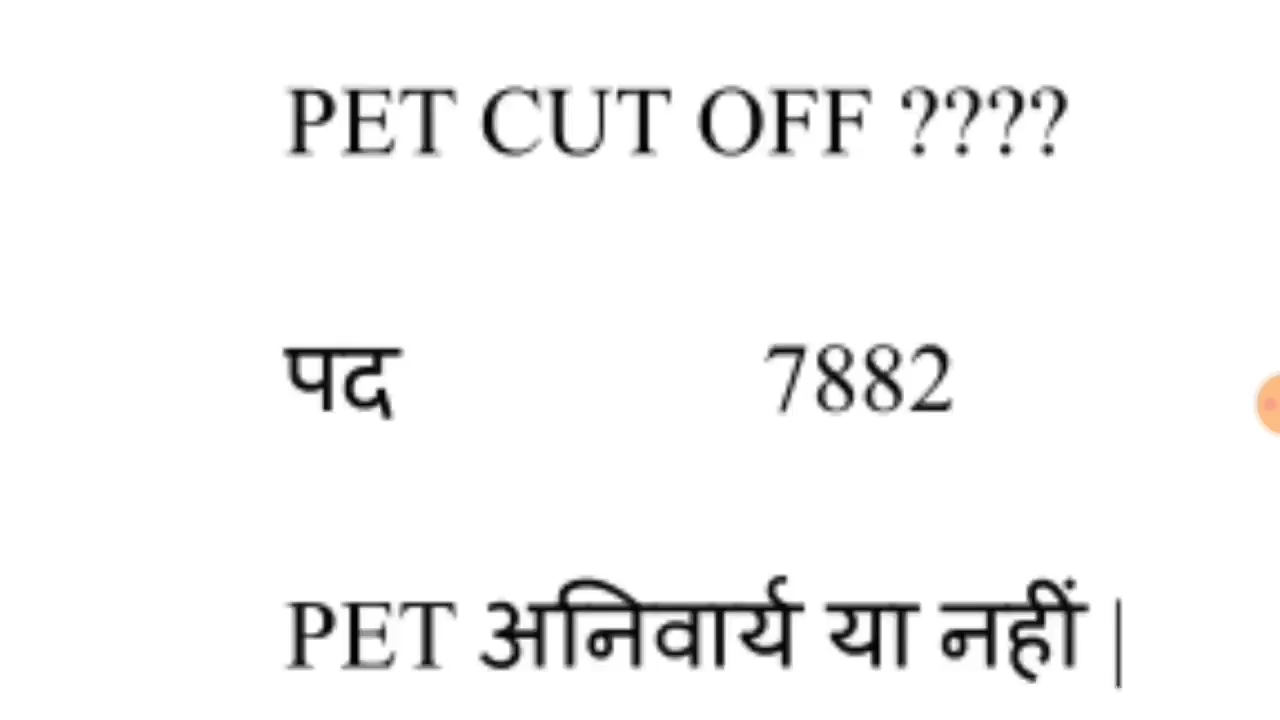 PET CUT OFF ????
पद 7882
PET अनिवार्य या नहीं |